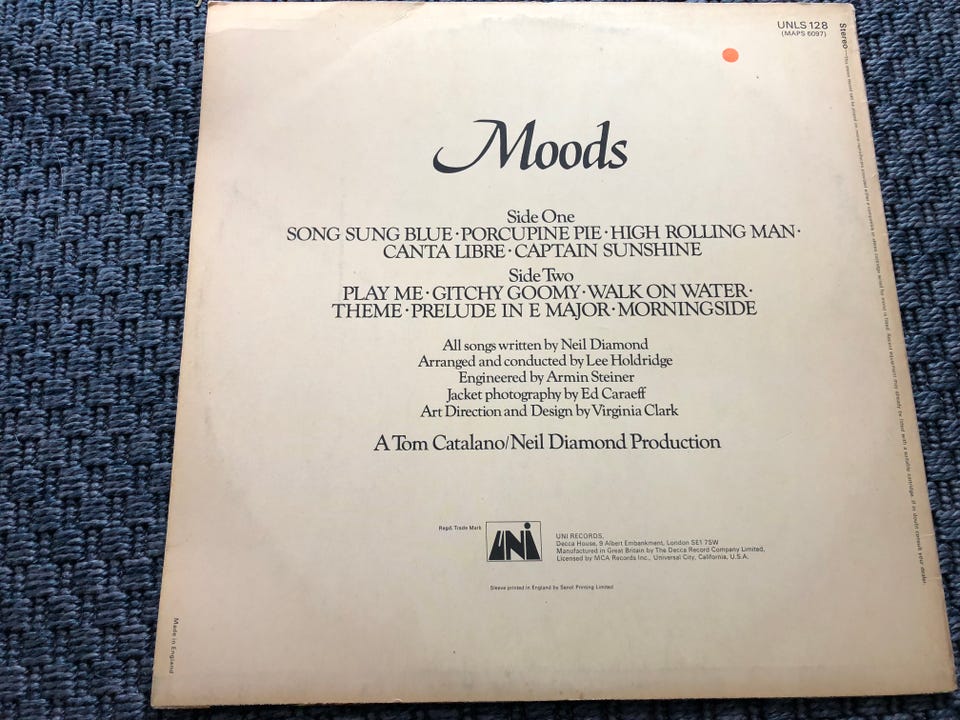 UNLS 128
(MAPS 6097)
Stereo
Moods
Side One
SONG SUNG BLUE · PORCUPINE PIE · HIGH ROLLING MAN ·
CANTA LIBRE · CAPTAIN SUNSHINE
Side Two
PLAY ME · GITCHY GOOMY · WALK ON WATER ·
THEME · PRELUDE IN E MAJOR · MORNINGSIDE
All songs written by Neil Diamond
Arranged and conducted by Lee Holdridge
Engineered by Armin Steiner
Jacket photography by Ed Caraeff
Art Direction and Design by Virginia Clark
A Tom Catalano/Neil Diamond Production
Regd. Trade Mark
UNI
UNI RECORDS,
Decca House, 9 Albert Embankment, London SE1 7SW
Manufactured in Great Britain by The Decca Record Company Limited,
Licensed by MCA Records Inc., Universal City, California, U.S.A.
Sleeve printed in England by Senol Printing Limited
Made in England